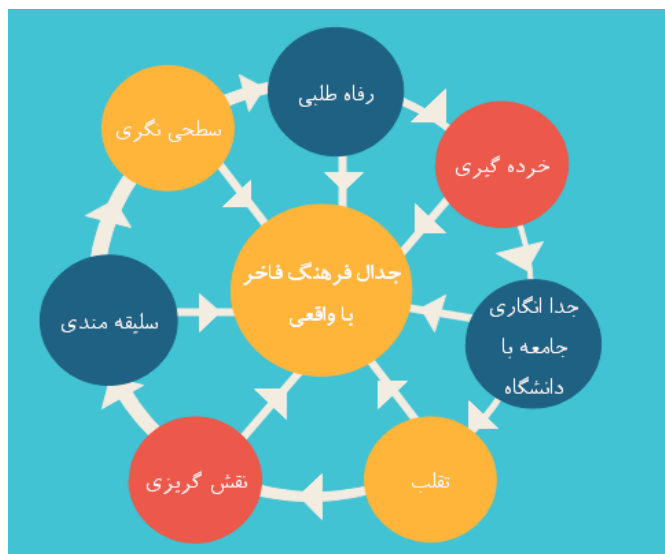 رفاه طلبی
خرده گیری
جدا انگاری
جامعه با
دانشگاه
تقلب
نقش گریزی
سلیقه مندی
سطحی نگری
جدال فرهنگ فاخر
با واقعی